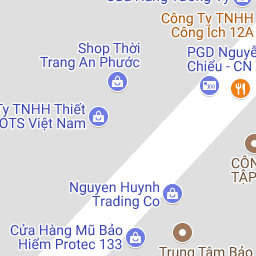 Công Ty TNHH
Công Ích 12A
Shop Thời
Trang An Phước
PGD Nguyễ
Chiểu - CN
Ty TNHH Thiết
OTS Việt Nam
CÔN
TẬP
Nguyen Huynh
Trading Co
Cửa Hàng Mũ Bảo
Hiểm Protec 133
Trung Tâm Bảo